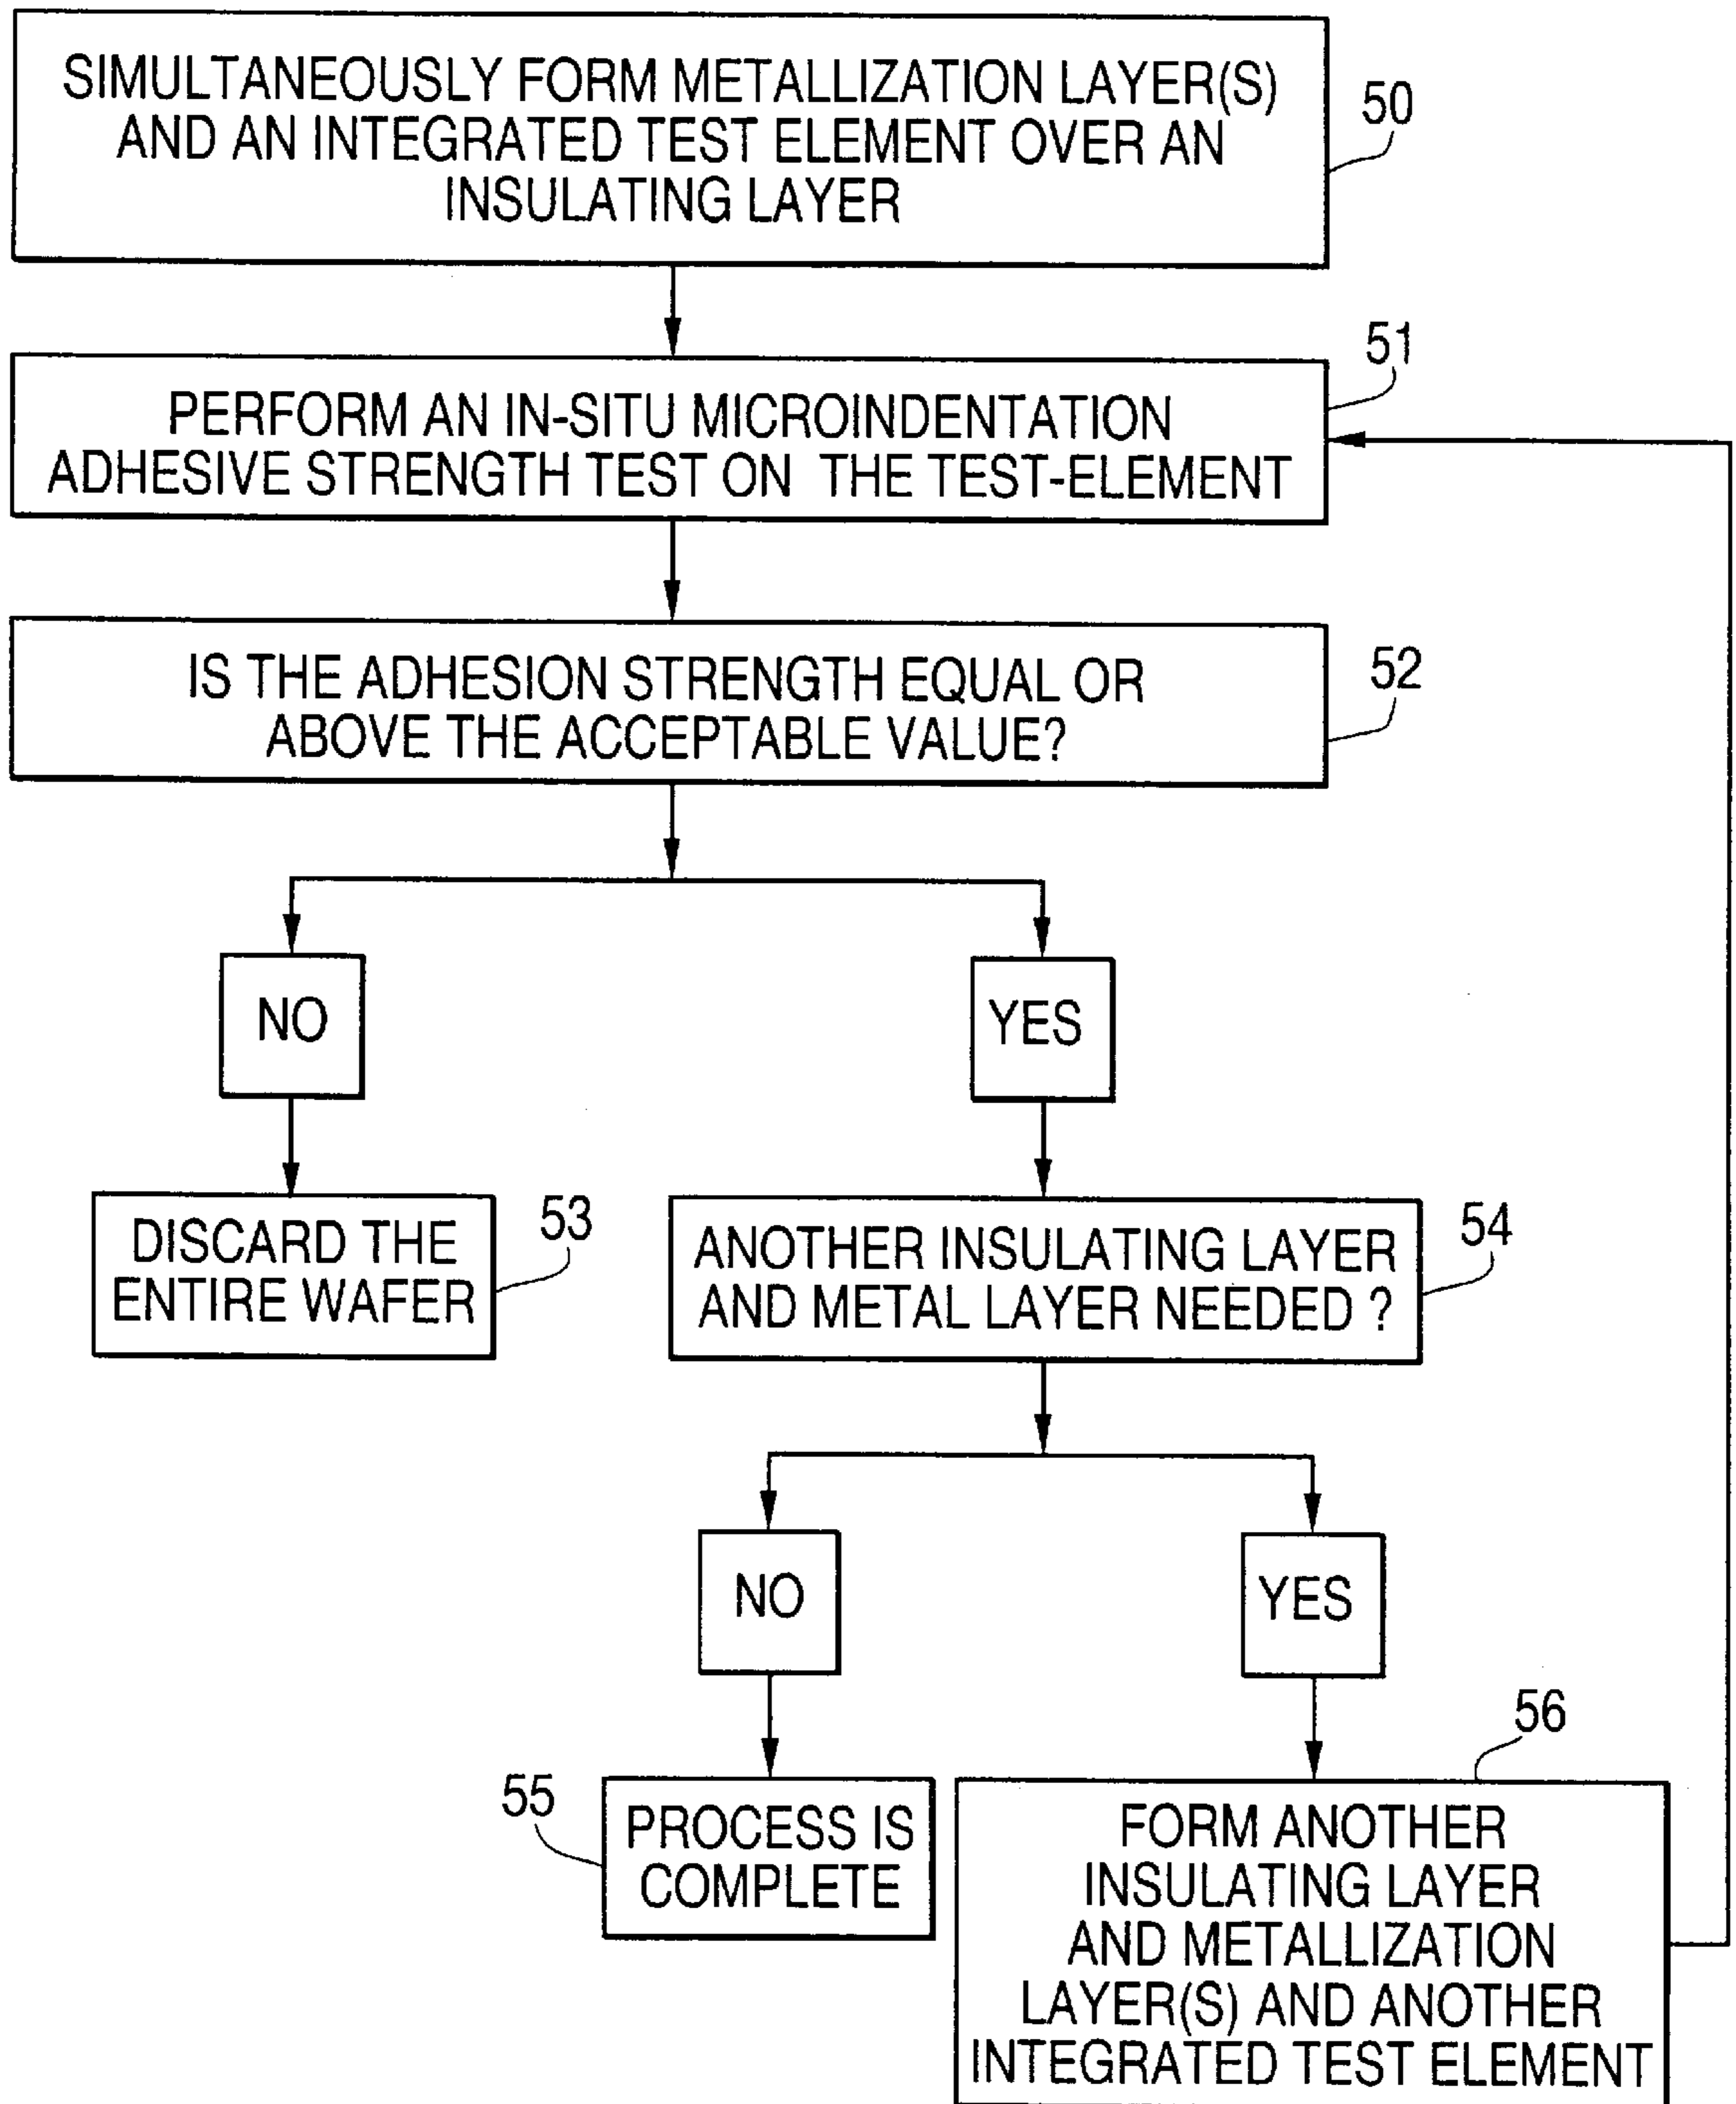 SIMULTANEOUSLY FORM METALLIZATION LAYER(S)
AND AN INTEGRATED TEST ELEMENT OVER AN
INSULATING LAYER
50
51
PERFORM AN IN-SITU MICROINDENTATION
ADHESIVE STRENGTH TEST ON THE TEST-ELEMENT
IS THE ADHESION STRENGTH EQUAL OR
ABOVE THE ACCEPTABLE VALUE?
52
NO
YES
DISCARD THE
ENTIRE WAFER
53
ANOTHER INSULATING LAYER
AND METAL LAYER NEEDED ?
54
NO
YES
55
PROCESS IS
COMPLETE
56
FORM ANOTHER
INSULATING LAYER
AND METALLIZATION
LAYER(S) AND ANOTHER
INTEGRATED TEST ELEMENT